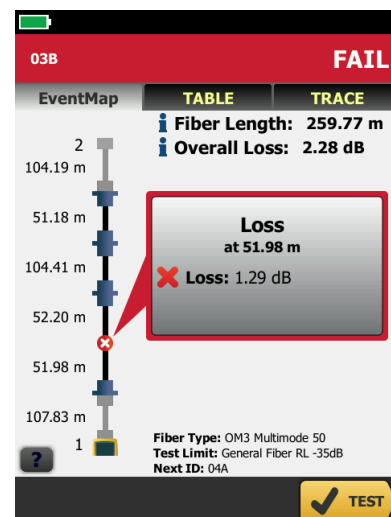 03B
FAIL
EventMap
TABLE
TRACE
i Fiber Length: 259.77 m
i Overall Loss: 2.28 dB
2
104.19 m
51.18 m
104.41 m
52.20 m
51.98 m
107.83 m
1
Loss
at 51.98 m
Loss: 1.29 dB
Fiber Type: OM3 Multimode 50
Test Limit: General Fiber RL -35dB
Next ID: 04A
?
TEST